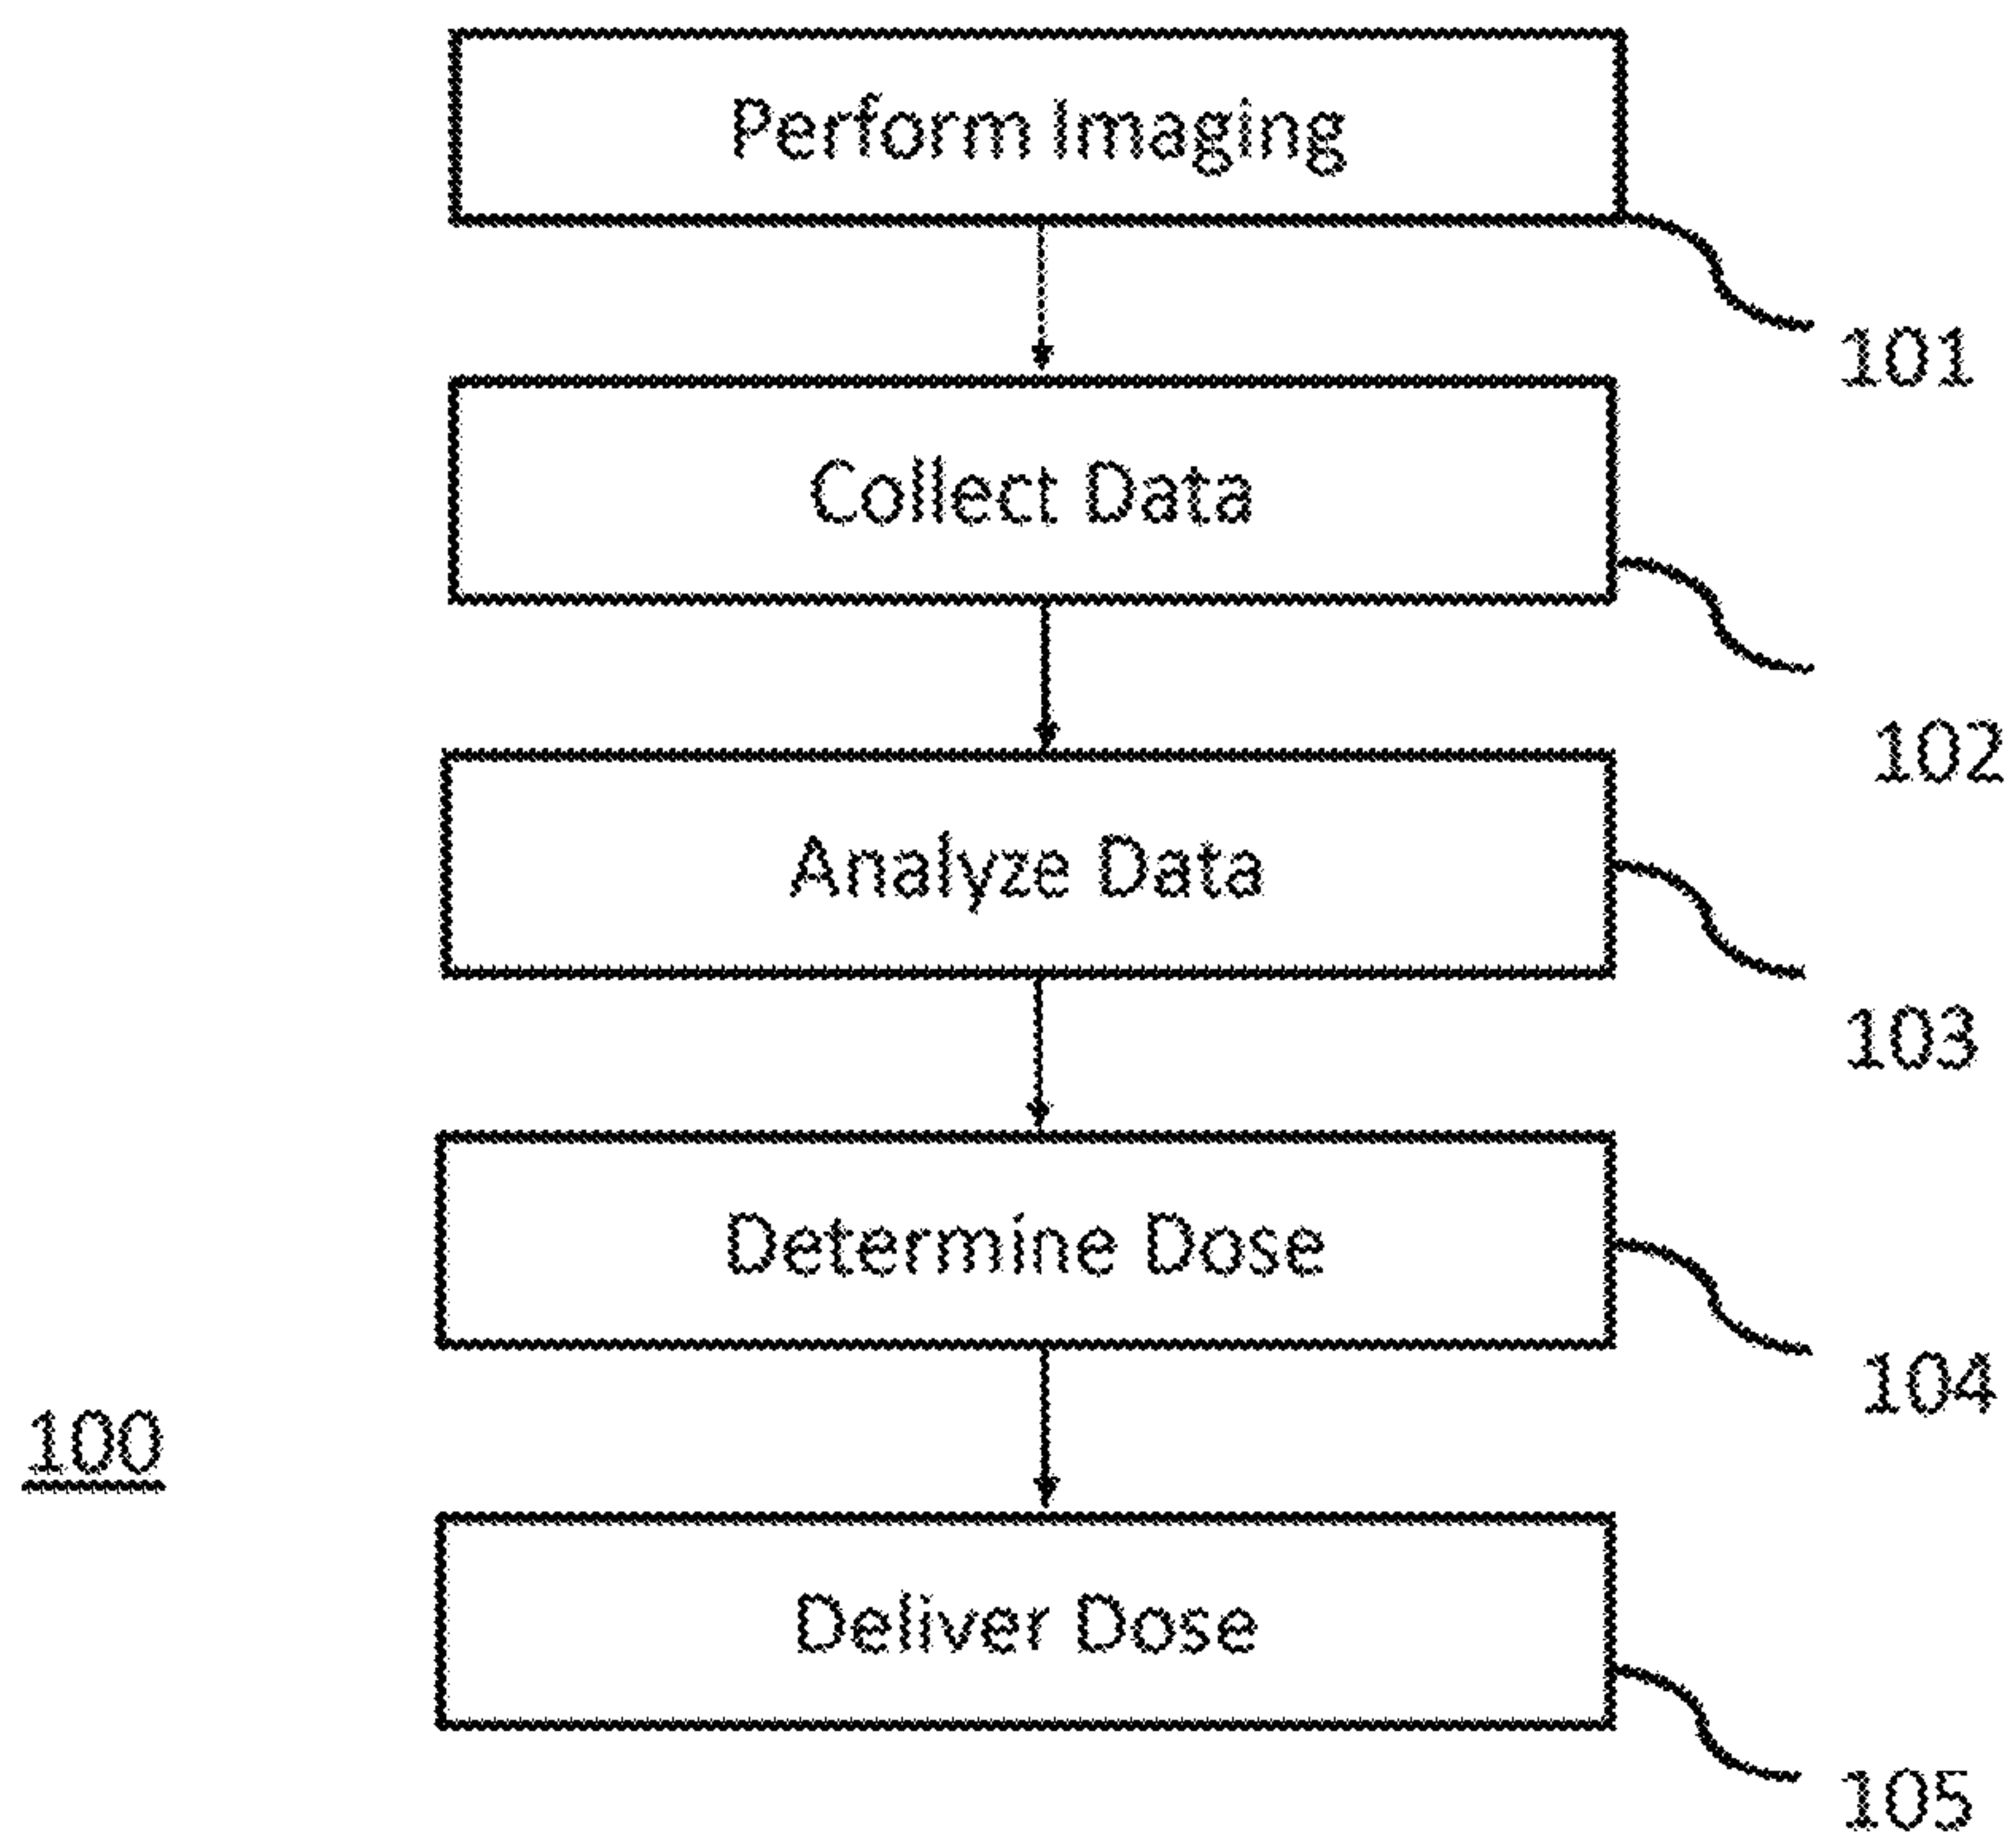 Perform Imaging
101
Collect Data
102
Analyze Data
103
Determine Dose
104
100
Deliver Dose
105